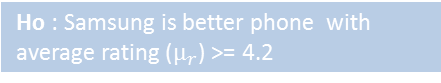 Ho : Samsung is better phone with
average rating (μᵣ) >= 4.2